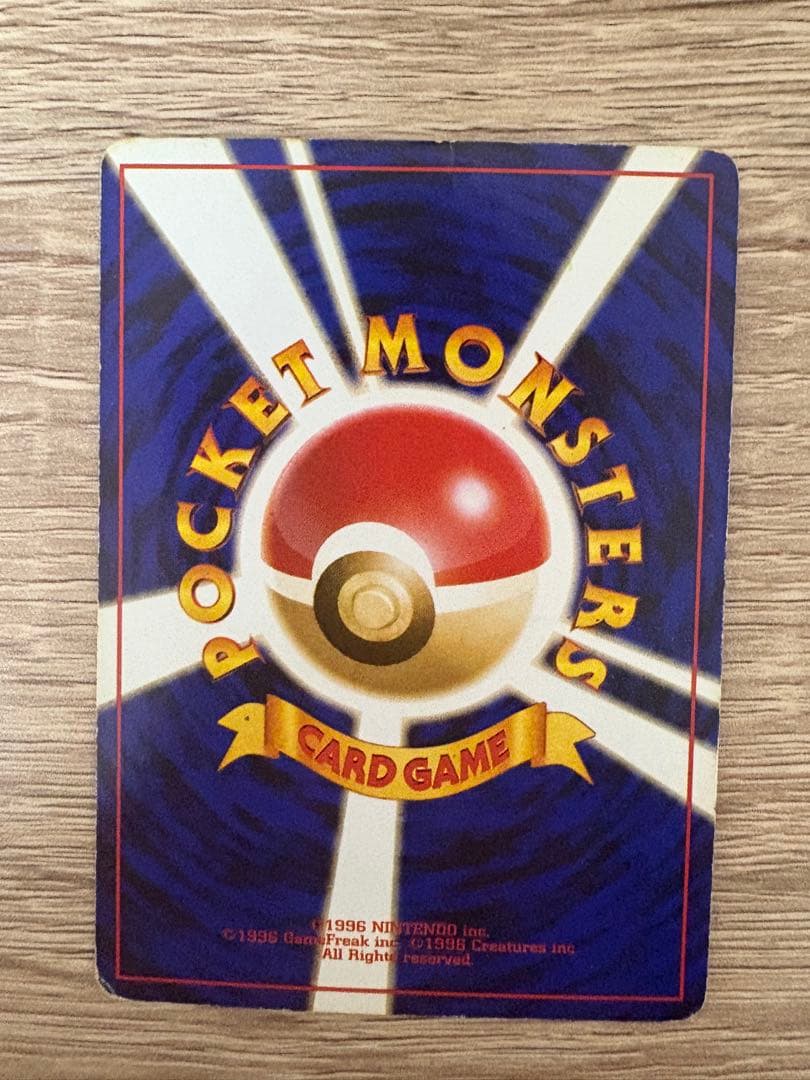 POCKET MONSTERS
CARD GAME
©1996 NINTENDO inc.
©1996 GameFreak inc. ©1996 Creatures inc
All Rights reserved.